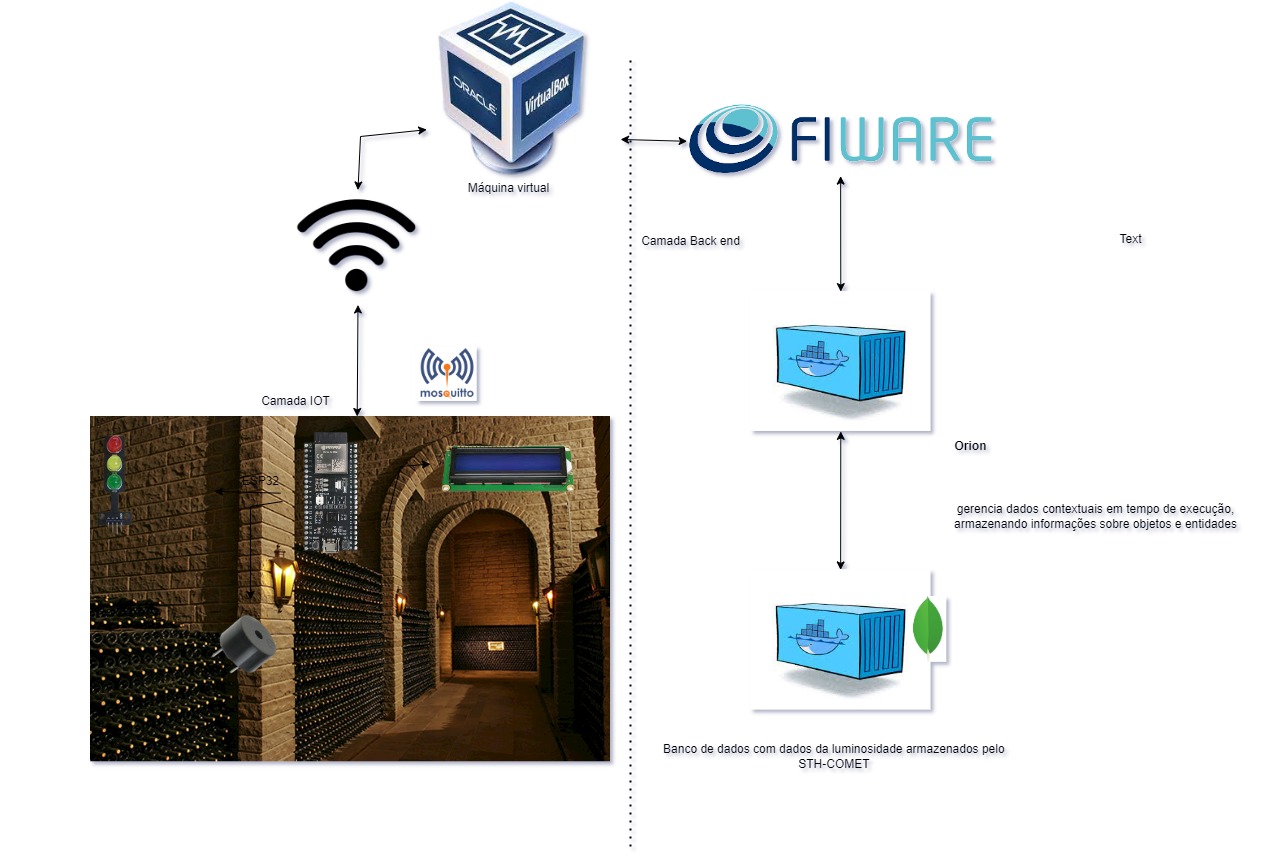 ORACLE
VirtualBox
Máquina virtual
FIWARE
Camada Back end
Text
mosquitto
Camada IOT
ESP32
Orion
gerencia dados contextuais em tempo de execução,
armazenando informações sobre objetos e entidades
Banco de dados com dados da luminosidade armazenados pelo
STH-COMET